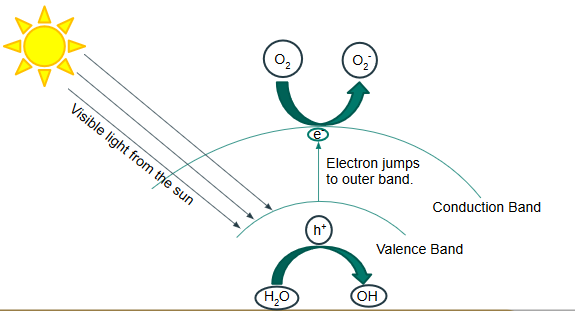 O₂
O₂⁻
Visible light from the sun
e⁻
Electron jumps
to outer band.
Conduction Band
h⁺
Valence Band
H₂O
OH